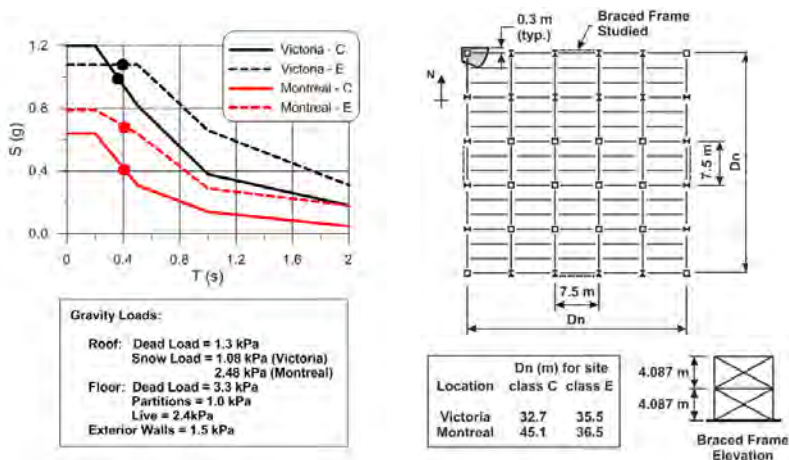 1.2
0.8
0.4
0.0
S (g)
0
0.4
0.8
1.2
1.6
2
T (s)
Victoria - C
Victoria - E
Montreal - C
Montreal - E
Gravity Loads:
Roof: Dead Load = 1.3 kPa
Snow Load = 1.08 kPa (Victoria)
2.48 kPa (Montreal)
Floor: Dead Load = 3.3 kPa
Partitions = 1.0 kPa
Live = 2.4kPa
Exterior Walls = 1.5 kPa
0.3 m
(typ.)
Braced Frame
Studied
N
7.5 m
Dn
7.5 m
Dn
Dn (m) for site
Location class C class E
Victoria 32.7 35.5
Montreal 45.1 36.5
4.087 m
4.087 m
Braced Frame
Elevation